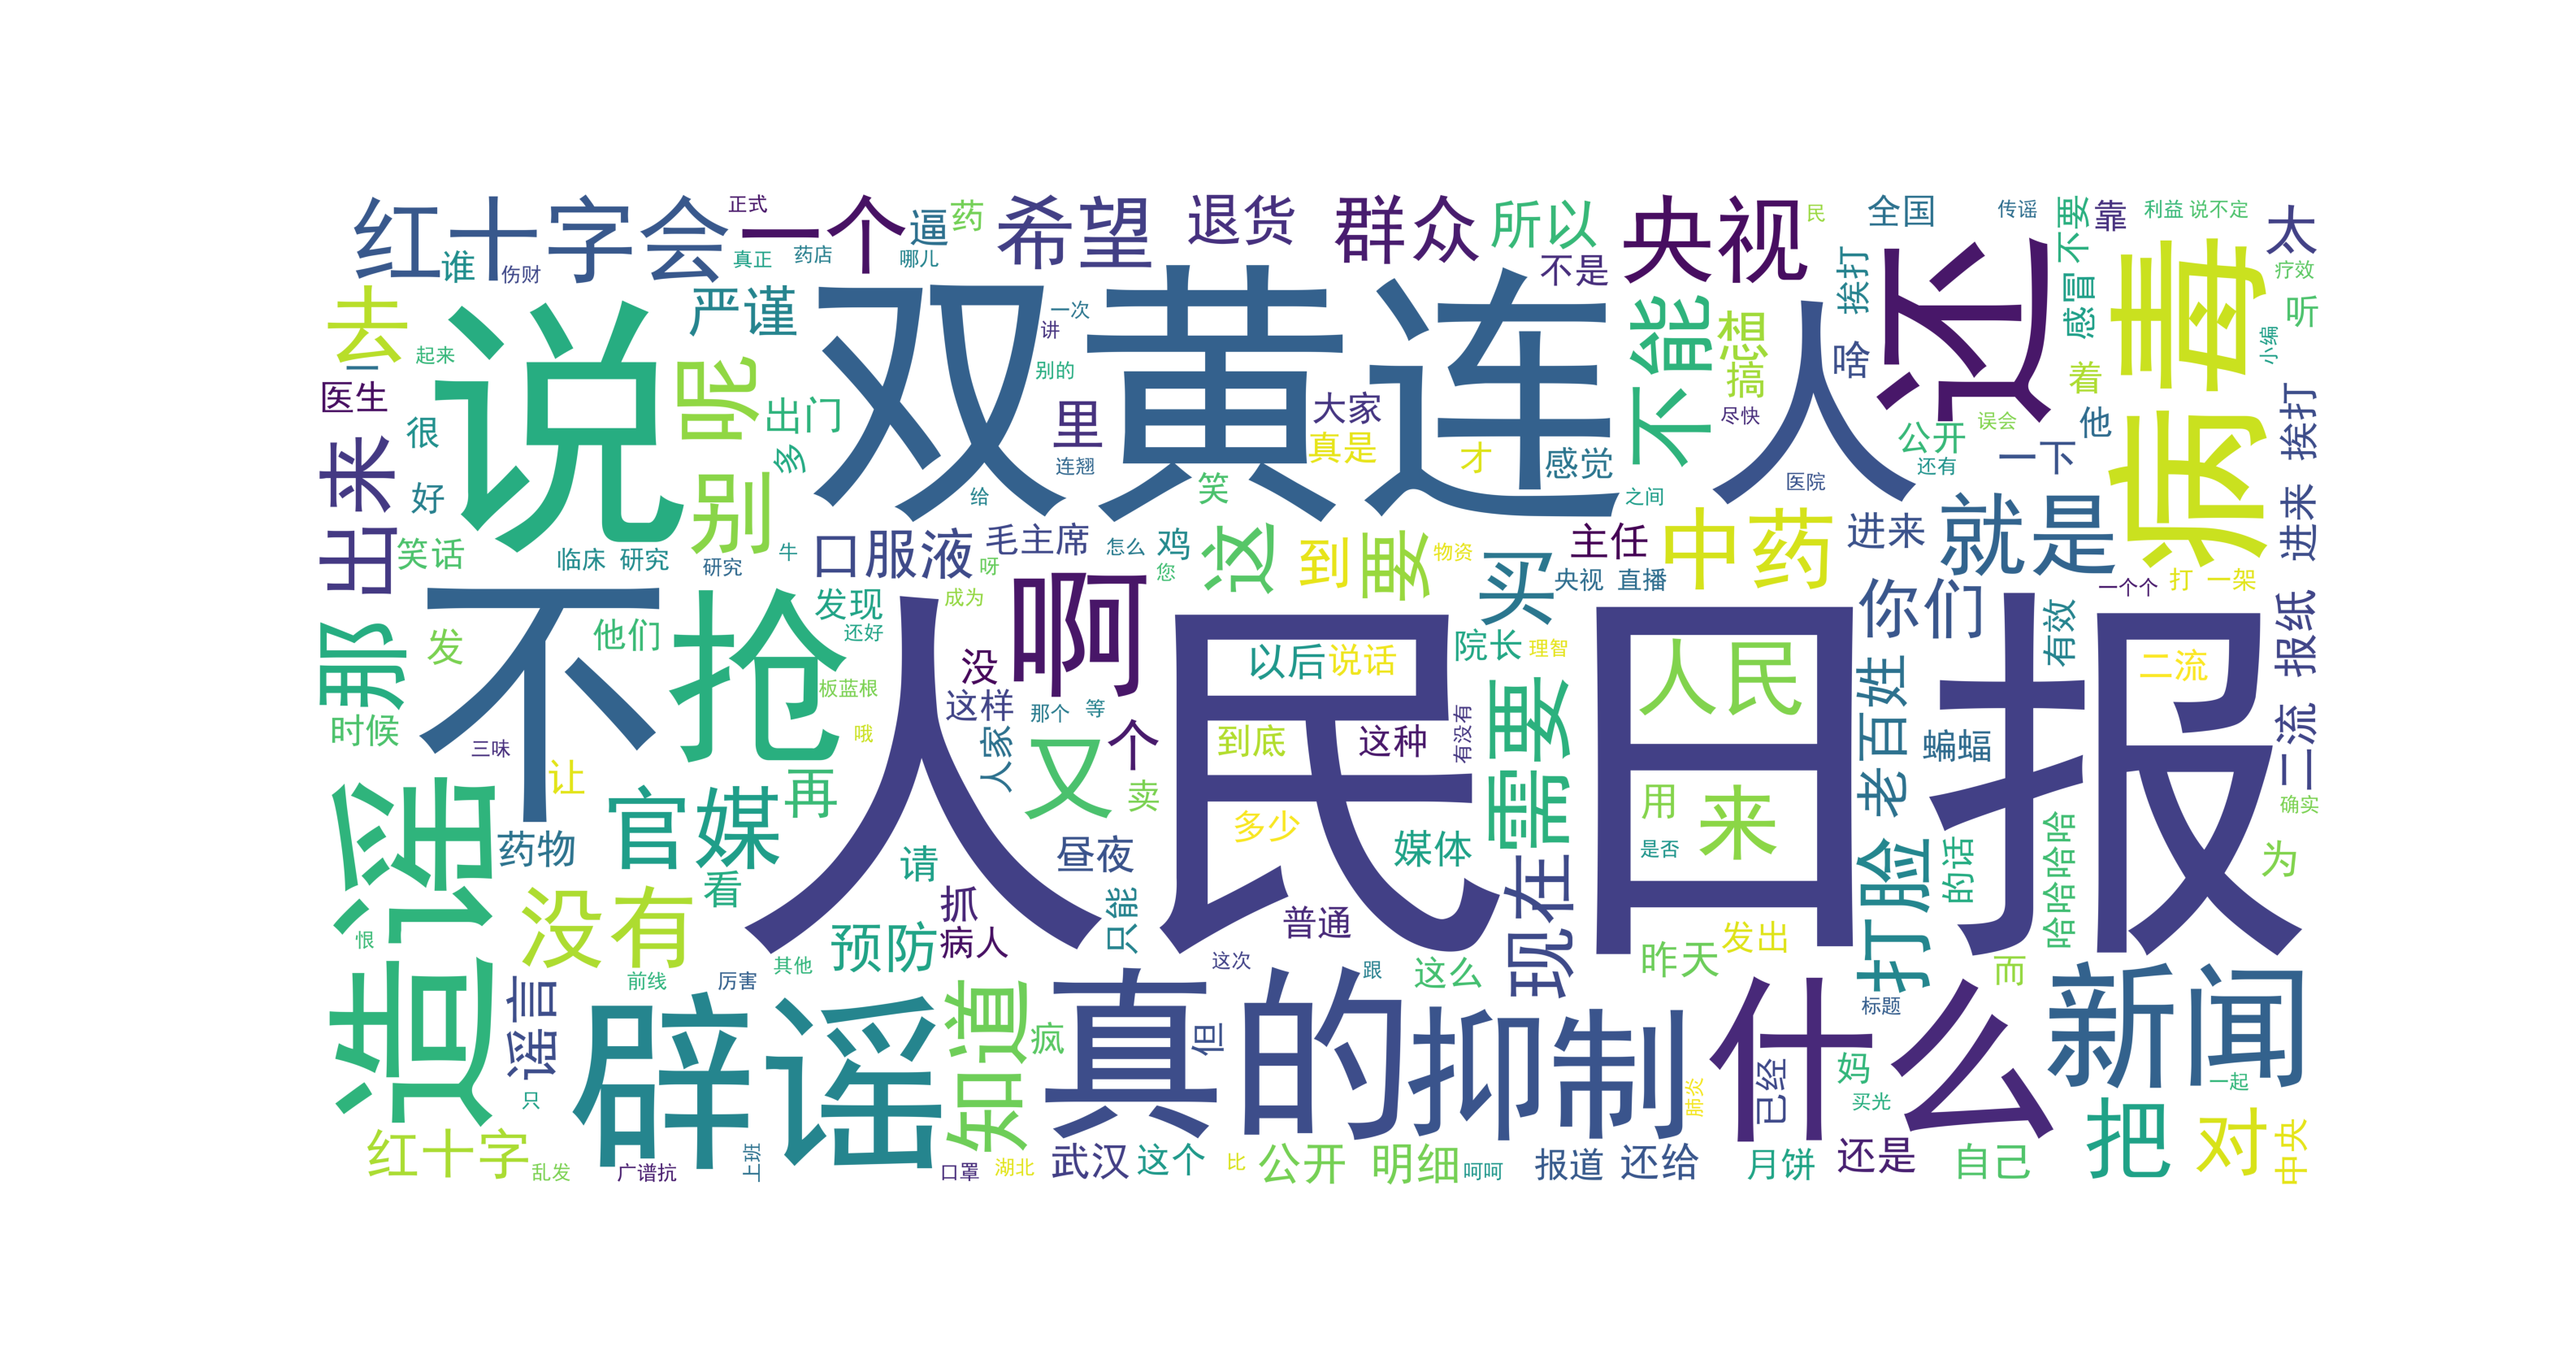 红十字会
一个
正式
逼
药
希望
退货
群众
所以
央视
民
全国
传谣
不要
靠
利益 说不定
太
谁
伤财
真正
药店
哪儿
不是
还
病毒
疗效
去
说
严谨
双黄连
一次
讲
不能
想
人
挨打
感冒
听
小编
一
起来
呢
别的
搞
啥
着
医生
很
出门
里
大家
尽快
公开
误会
他
挨打
出来
好
多
连翘
真是
才
感觉
还有
一下
别
给
笑
之间
医院
笑话
临床 研究
研究
牛
口服液
毛主席
怎么
鸡
这
到
要
物资
买
主任
中药
进来
就是
进来
呀
您
央视 直播
一个个
打 一架
那
不
抢
发现
成为
啊
你们
有效
报纸
发
他们
还好
人民日报
没
以后
说话
院长
理智
人民
老百姓
二流
时候
板蓝根
这样
那个
等
有没有
需要
三味
哦
人家
又
个
到底
这种
蝙蝠
二流
造谣
让
官媒
再
卖
用
来
确实
药物
多少
是否
打脸
的话
哈哈哈哈
为
看
请
昼夜
媒体
没有
抓
只能
现在
恨
预防
病人
普通
昨天
发出
前线
厉害
其他
这次
跟
这么
而
谣言
辟谣
知道
真的
抑制
什么
标题
新闻
疯
但
已经
妈
一起
只
肺炎
买光
把
对
中央
红十字
乱发
广谱抗
上班
口罩
湖北
武汉
这个
比
公开
明细
呵呵
报道
还给
月饼
还是
自己